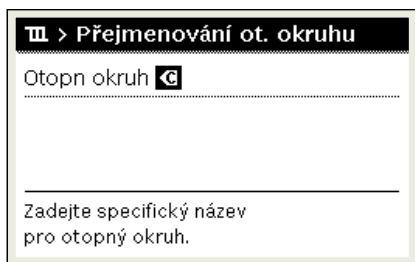 > Přejmenování ot. okruhu
Otopn okruh C
Zadejte specifický název
pro otopný okruh.